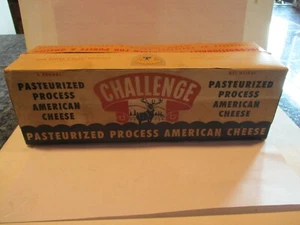 CHALLENGE
PASTEURIZED
PROCESS
AMERICAN
CHEESE
PASTEURIZED
PROCESS
AMERICAN
CHEESE
PASTEURIZED PROCESS AMERICAN CHEESE